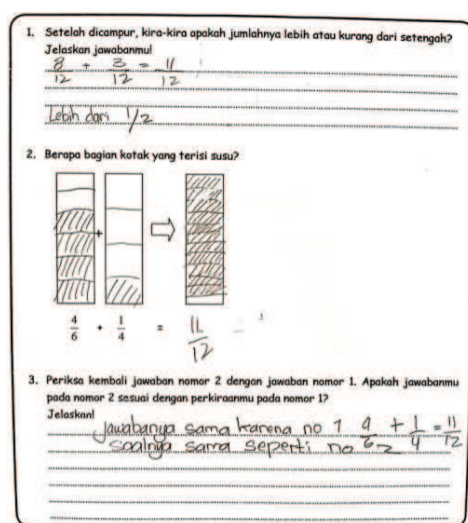 1. Setelah dicampur, kira-kira apakah jumlahnya lebih atau kurang dari setengah?
Jelaskan jawabanmu!
8/12 + 3/12 = 11/12
Lebih dari 1/2
2. Berapa bagian kotak yang terisi susu?
+
4/6 + 1/4 = 11/12
3. Periksa kembali jawaban nomor 2 dengan jawaban nomor 1. Apakah jawabanmu
pada nomor 2 sesuai dengan perkiraanmu pada nomor 1?
Jelaskan!
jawabanya sama karena no 1 4/6 + 1/4 = 11/12
soalnya sama seperti no 2